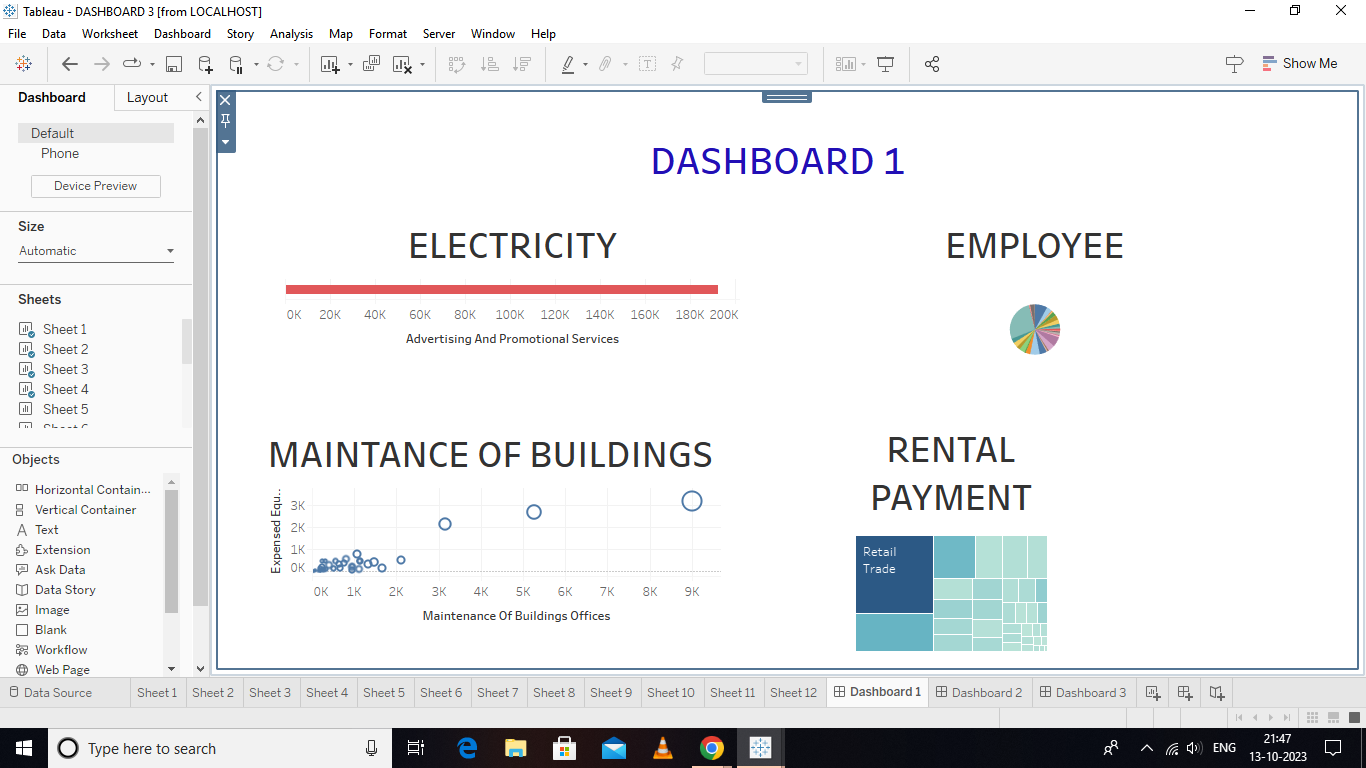 Tableau - DASHBOARD 3 [from LOCALHOST]
File Data Worksheet Dashboard Story Analysis Map Format Server Window Help
Show Me
Dashboard Layout
Default
Phone
Device Preview
Size
Automatic
Sheets
Sheet 1
Sheet 2
Sheet 3
Sheet 4
Sheet 5
Objects
Horizontal Contain...
Vertical Container
Text
Extension
Ask Data
Data Story
Image
Blank
Workflow
Web Page
DASHBOARD 1
ELECTRICITY
0K 20K 40K 60K 80K 100K 120K 140K 160K 180K 200K
Advertising And Promotional Services
EMPLOYEE
MAINTANCE OF BUILDINGS
Expensed Equ..
3K
2K
1K
0K
0K 1K 2K 3K 4K 5K 6K 7K 8K 9K
Maintenance Of Buildings Offices
RENTAL
PAYMENT
Retail
Trade
Data Source Sheet 1 Sheet 2 Sheet 3 Sheet 4 Sheet 5 Sheet 6 Sheet 7 Sheet 8 Sheet 9 Sheet 10 Sheet 11 Sheet 12 Dashboard 1 Dashboard 2 Dashboard 3
Type here to search
ENG
21:47
13-10-2023